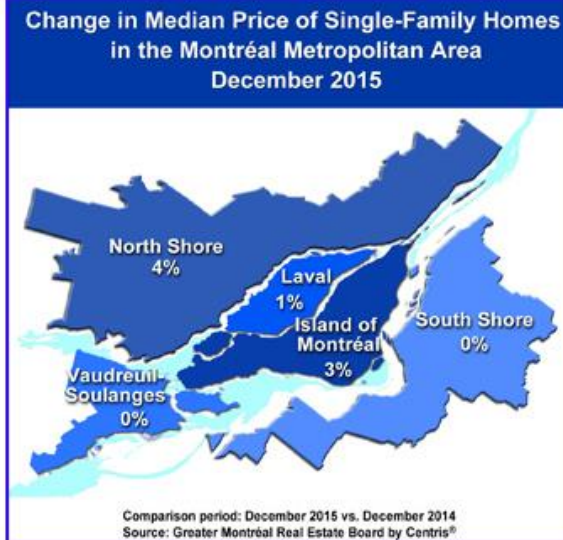 Change in Median Price of Single-Family Homes
in the Montréal Metropolitan Area
December 2015
North Shore
4%
Laval
1%
Island of
Montréal
3%
South Shore
0%
Vaudreuil-
Soulanges
0%
Comparison period: December 2015 vs. December 2014
Source: Greater Montréal Real Estate Board by Centris®